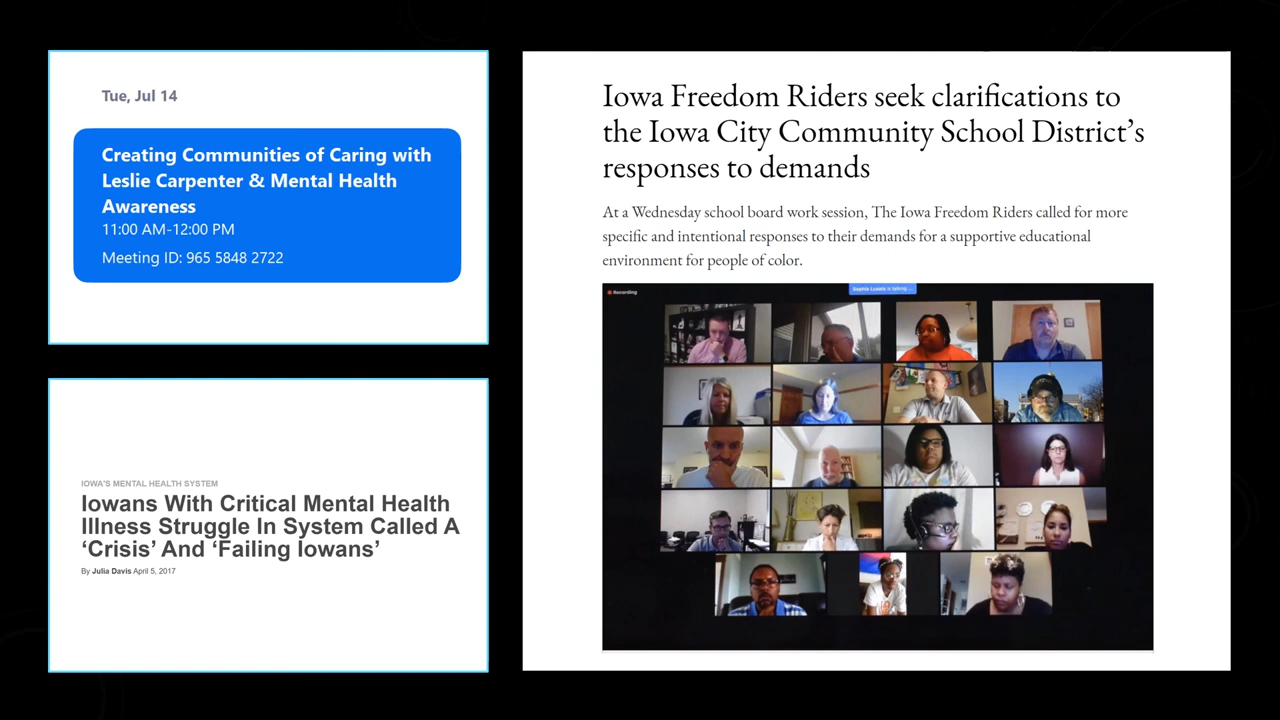 Tue, Jul 14
Creating Communities of Caring with
Leslie Carpenter & Mental Health
Awareness
11:00 AM-12:00 PM
Meeting ID: 965 5848 2722
IOWA'S MENTAL HEALTH SYSTEM
Iowans With Critical Mental Health
Illness Struggle In System Called A
‘Crisis’ And ‘Failing Iowans’
By Julia Davis April 5, 2017
Iowa Freedom Riders seek clarifications to
the Iowa City Community School District’s
responses to demands
At a Wednesday school board work session, The Iowa Freedom Riders called for more
specific and intentional responses to their demands for a supportive educational
environment for people of color.
Recording
is talking...